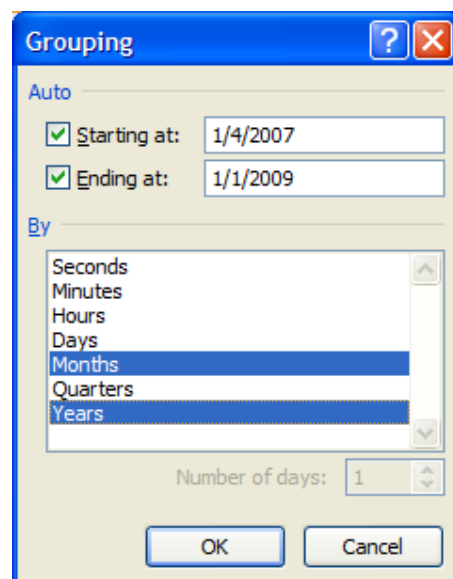 Grouping
Auto
Starting at: 1/4/2007
Ending at: 1/1/2009
By
Seconds
Minutes
Hours
Days
Months
Quarters
Years
Number of days: 1
OK Cancel